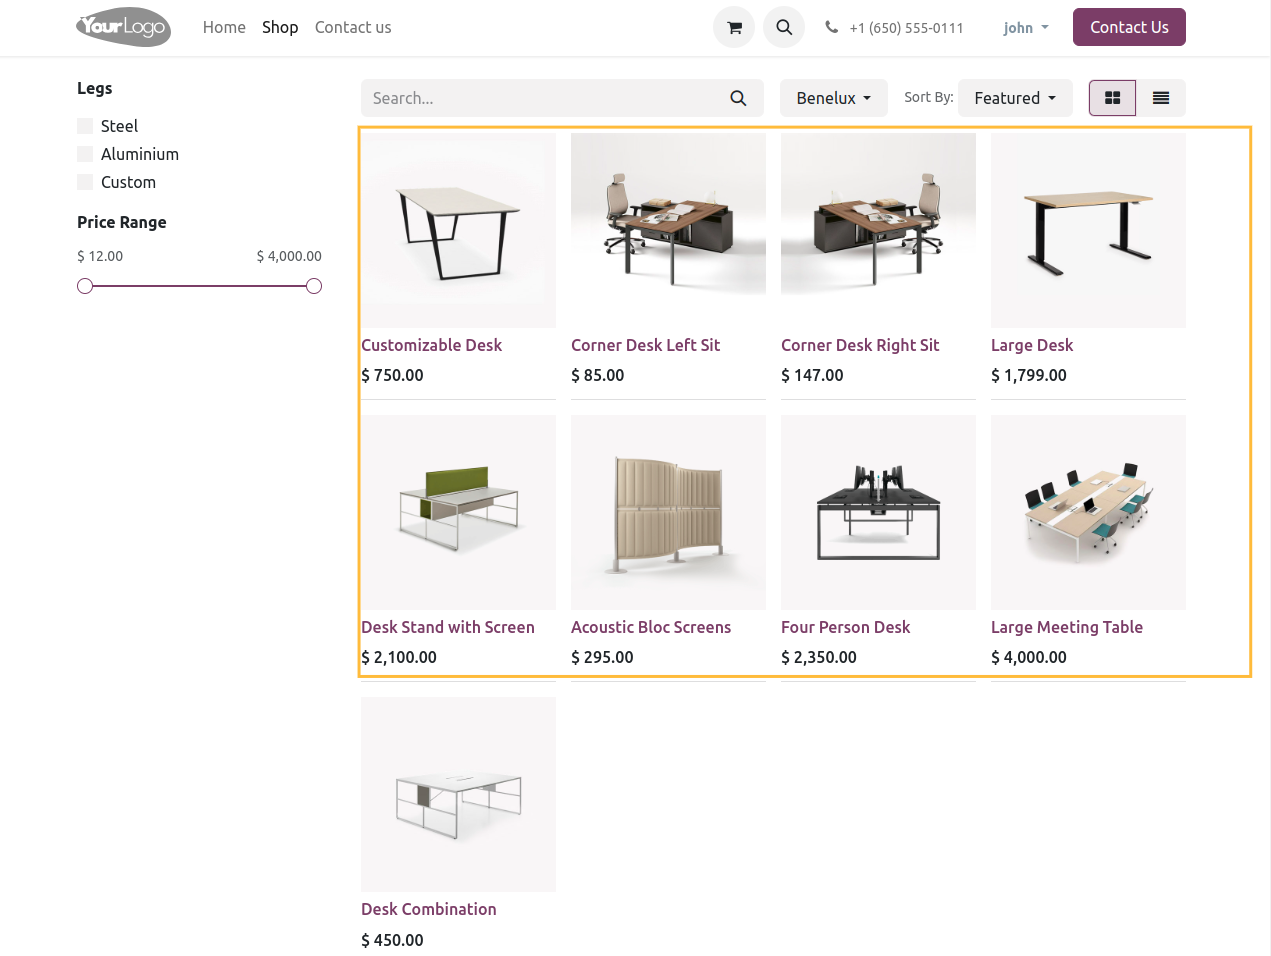 YourLogo Home Shop Contact us +1 (650) 555-0111 john Contact Us
Legs
Steel
Aluminium
Custom
Price Range
$ 12.00 $ 4,000.00
Search... Benelux Sort By: Featured
Customizable Desk Corner Desk Left Sit Corner Desk Right Sit Large Desk
$ 750.00 $ 85.00 $ 147.00 $ 1,799.00
Desk Stand with Screen Acoustic Bloc Screens Four Person Desk Large Meeting Table
$ 2,100.00 $ 295.00 $ 2,350.00 $ 4,000.00
Desk Combination
$ 450.00